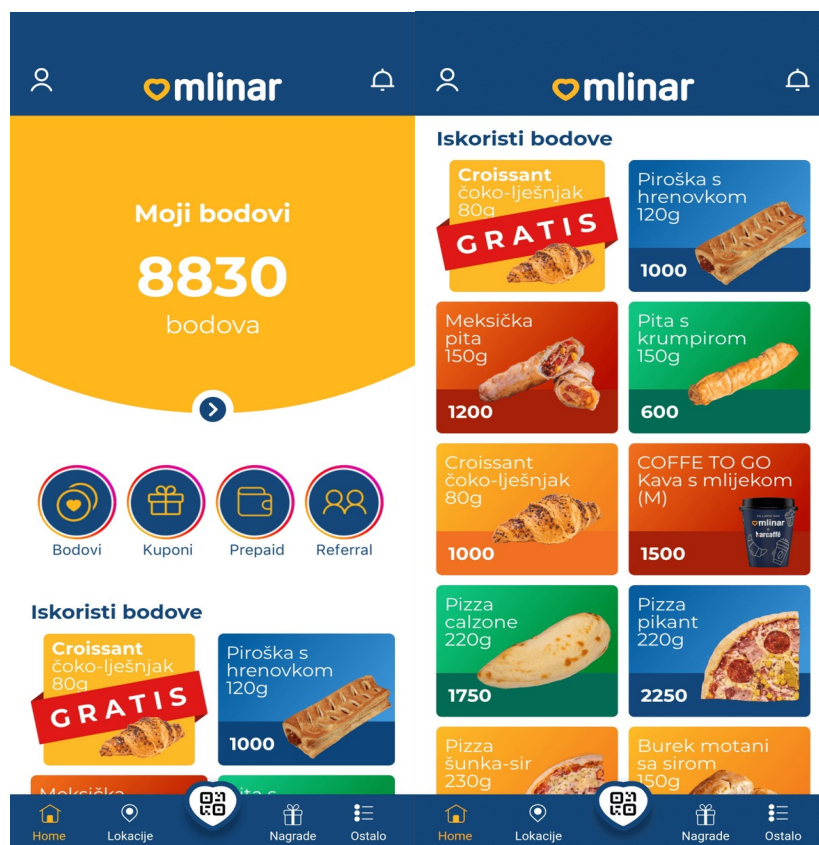 mlinar
Moji bodovi
8830
bodova
Bodovi
Kuponi
Prepaid
Referral
Iskoristi bodove
Croissant
čoko-lješnjak
80g
GRATIS
Piroška s
hrenovkom
120g
1000
Meksička
pita s
Home
Lokacije
Nagrade
Ostalo
mlinar
Iskoristi bodove
Croissant
čoko-lješnjak
80g
GRATIS
Piroška s
hrenovkom
120g
1000
Meksička
pita
150g
1200
Pita s
krumpirom
150g
600
Croissant
čoko-lješnjak
80g
1000
COFFE TO GO
Kava s mlijekom
(M)
mlinar
barcaffè
1500
Pizza
calzone
220g
1750
Pizza
pikant
220g
2250
Pizza
šunka-sir
230g
Burek motani
sa sirom
150g
Home
Lokacije
Nagrade
Ostalo